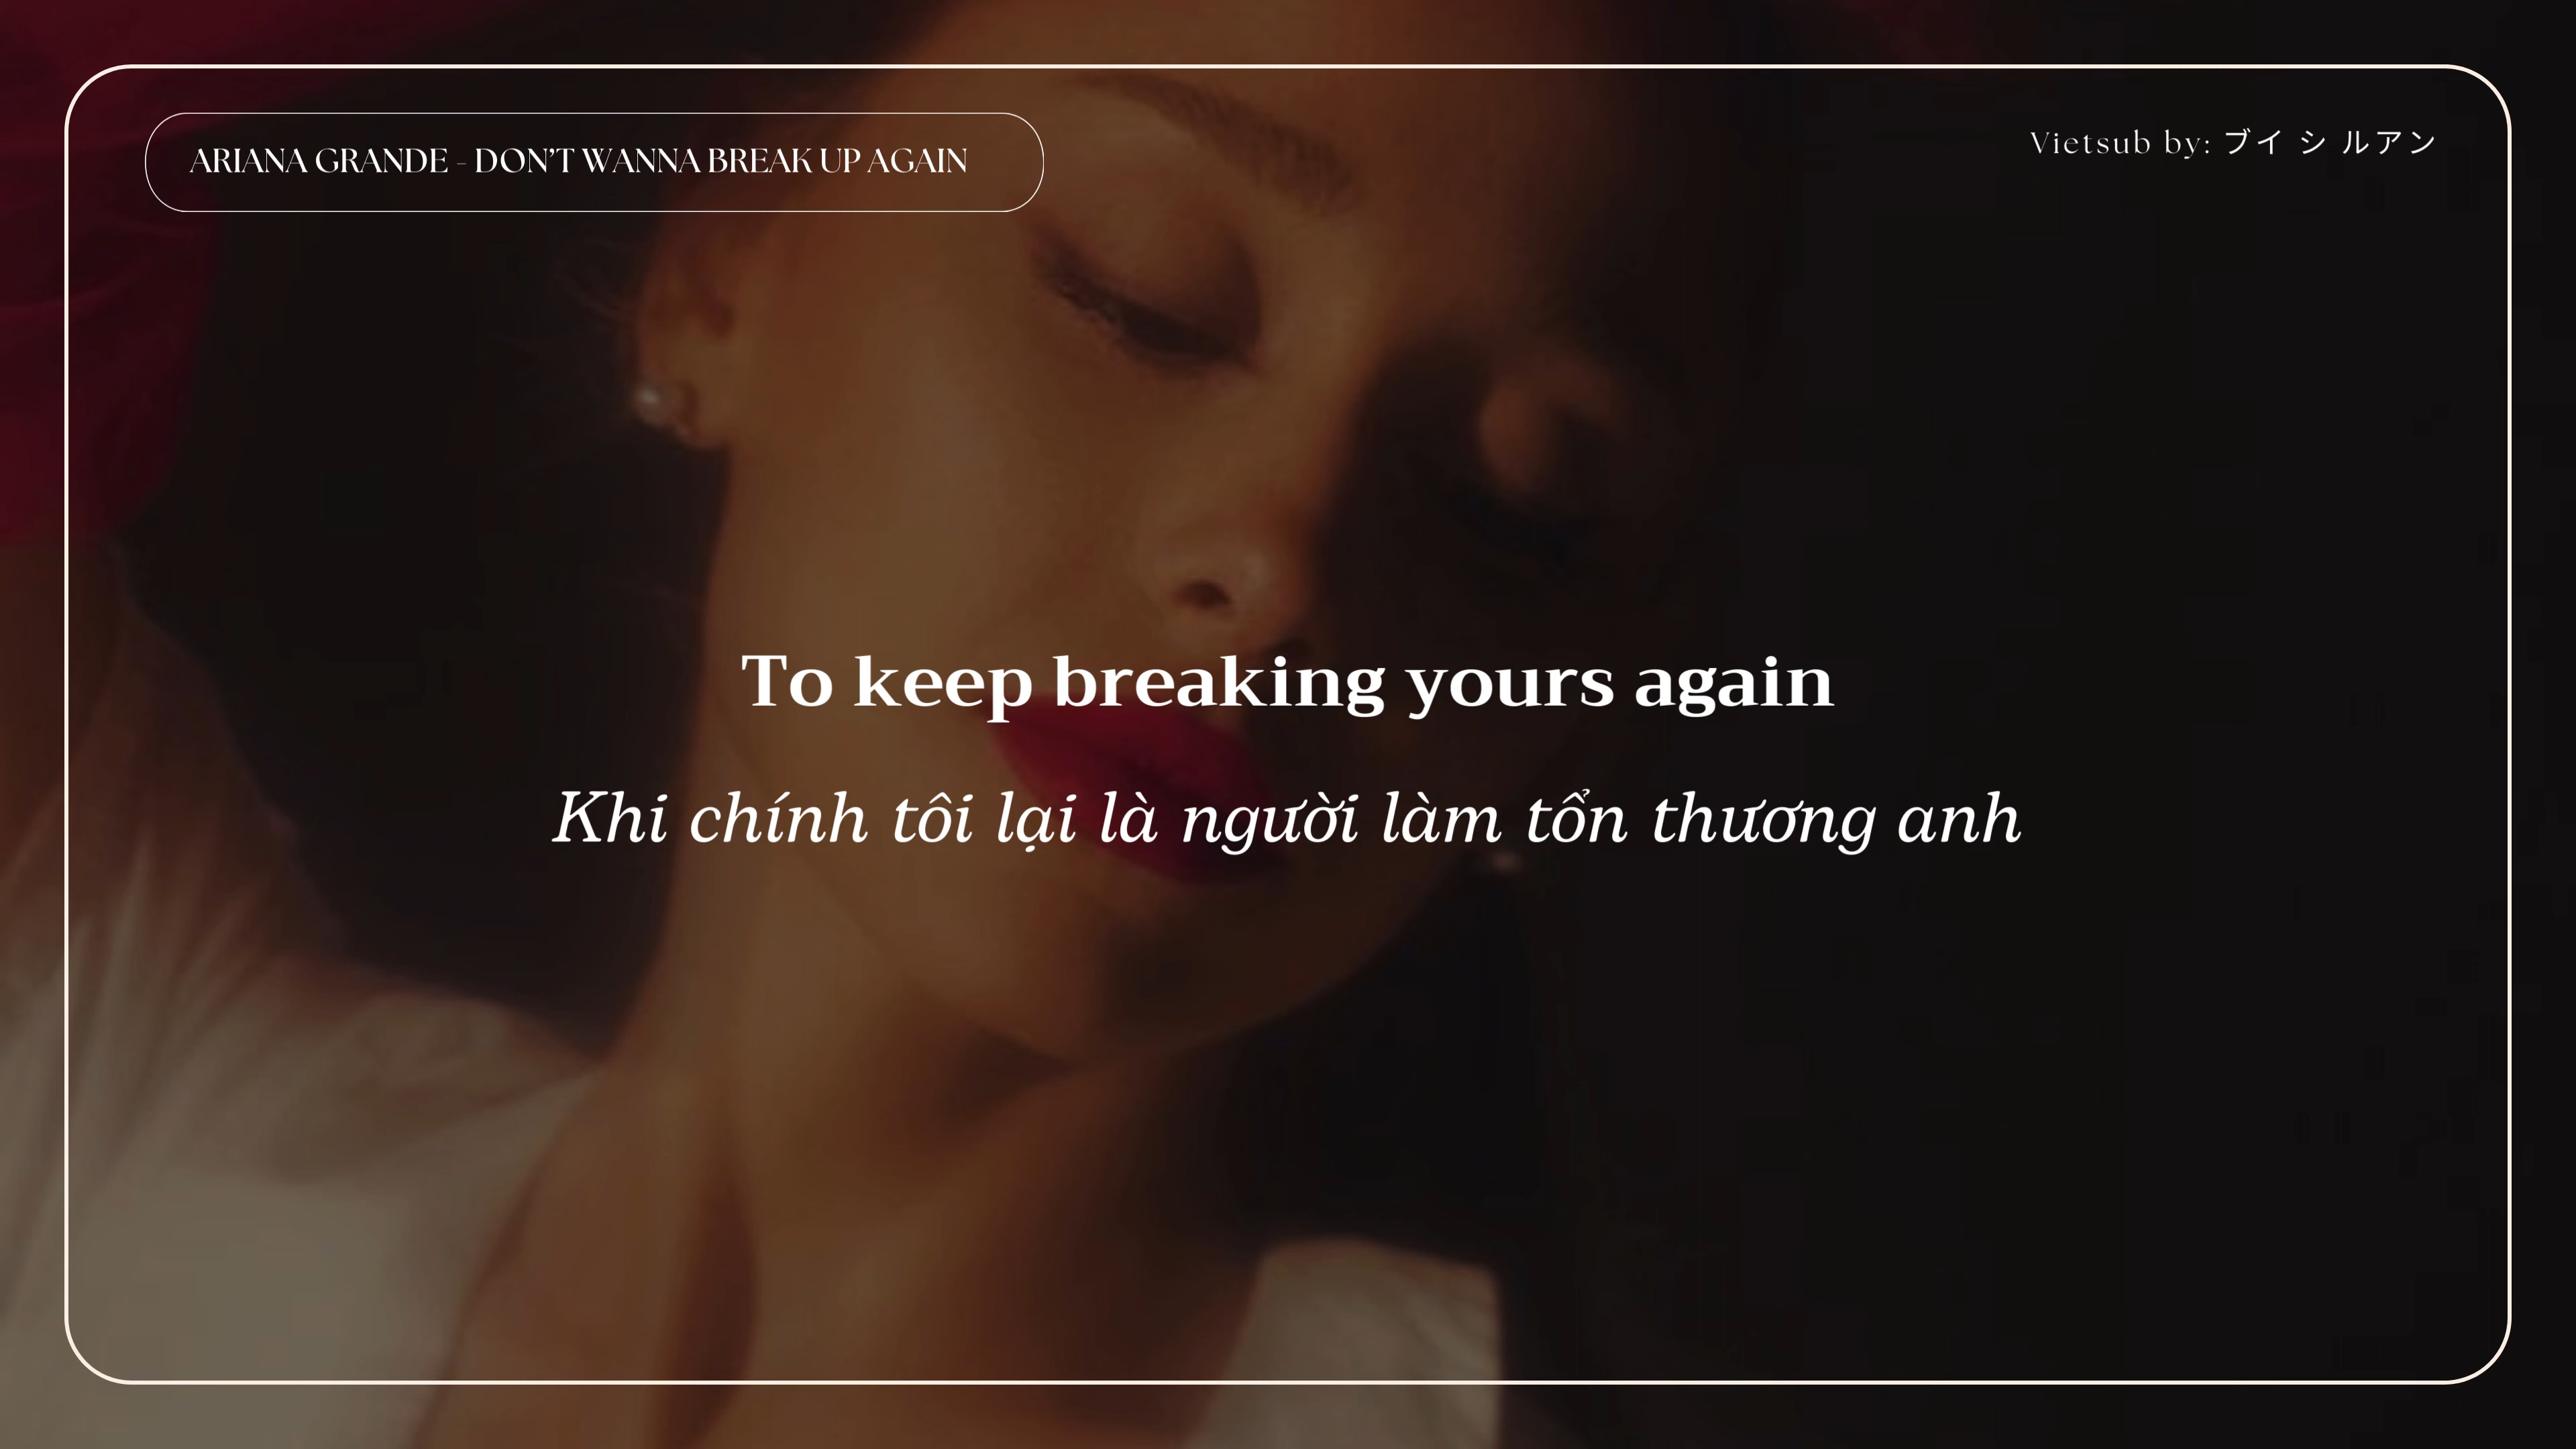 ARIANA GRANDE - DON'T WANNA BREAK UP AGAIN
Vietsub by: ブイ シ ルアン
To keep breaking yours again
Khi chính tôi lại là người làm tổn thương anh